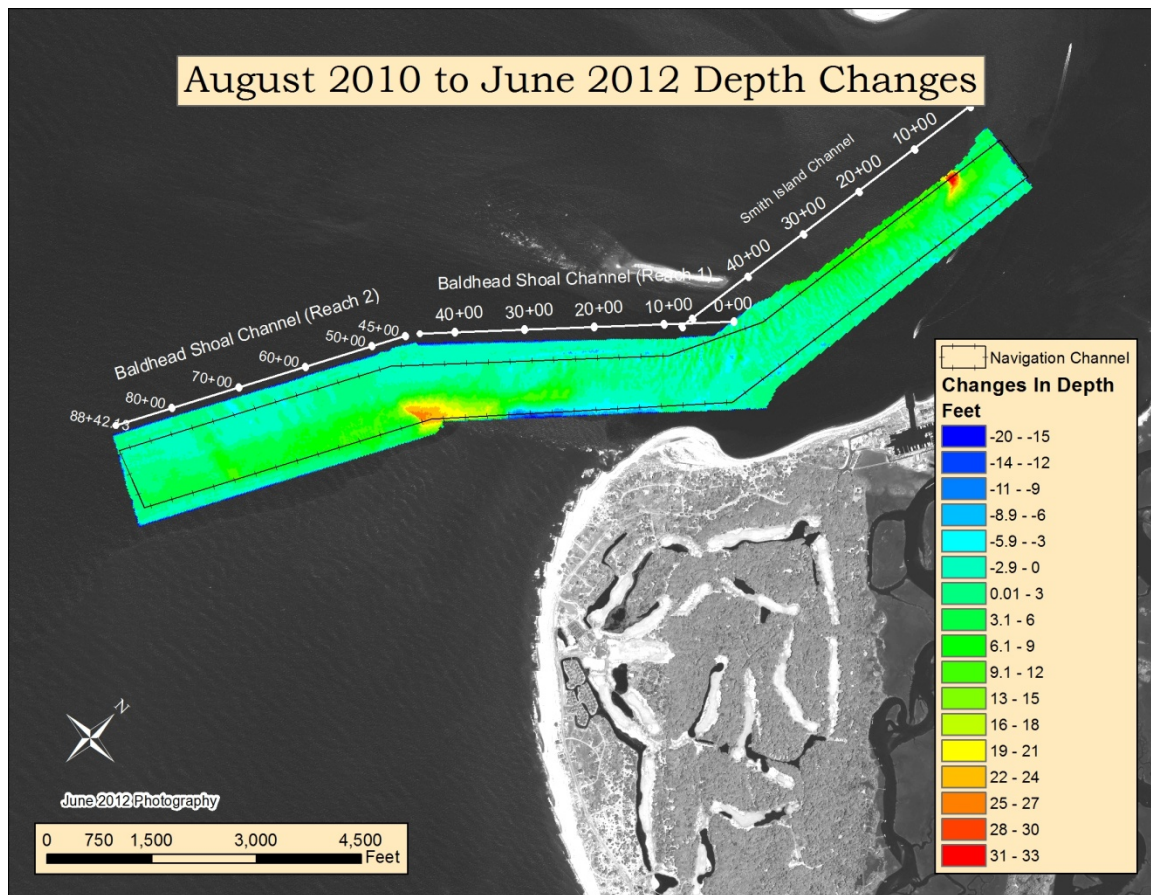 August 2010 to June 2012 Depth Changes
10+00
20+00
Smith Island Channel
30+00
40+00
Baldhead Shoal Channel (Reach 1)
0+00
10+00
20+00
30+00
40+00
Baldhead Shoal Channel (Reach 2)
45+00
50+00
60+00
70+00
80+00
88+42.13
Navigation Channel
Changes In Depth
Feet
-20 - -15
-14 - -12
-11 - -9
-8.9 - -6
-5.9 - -3
-2.9 - 0
0.01 - 3
3.1 - 6
6.1 - 9
9.1 - 12
13 - 15
16 - 18
19 - 21
22 - 24
25 - 27
28 - 30
31 - 33
N
June 2012 Photography
0 750 1,500 3,000 4,500
Feet